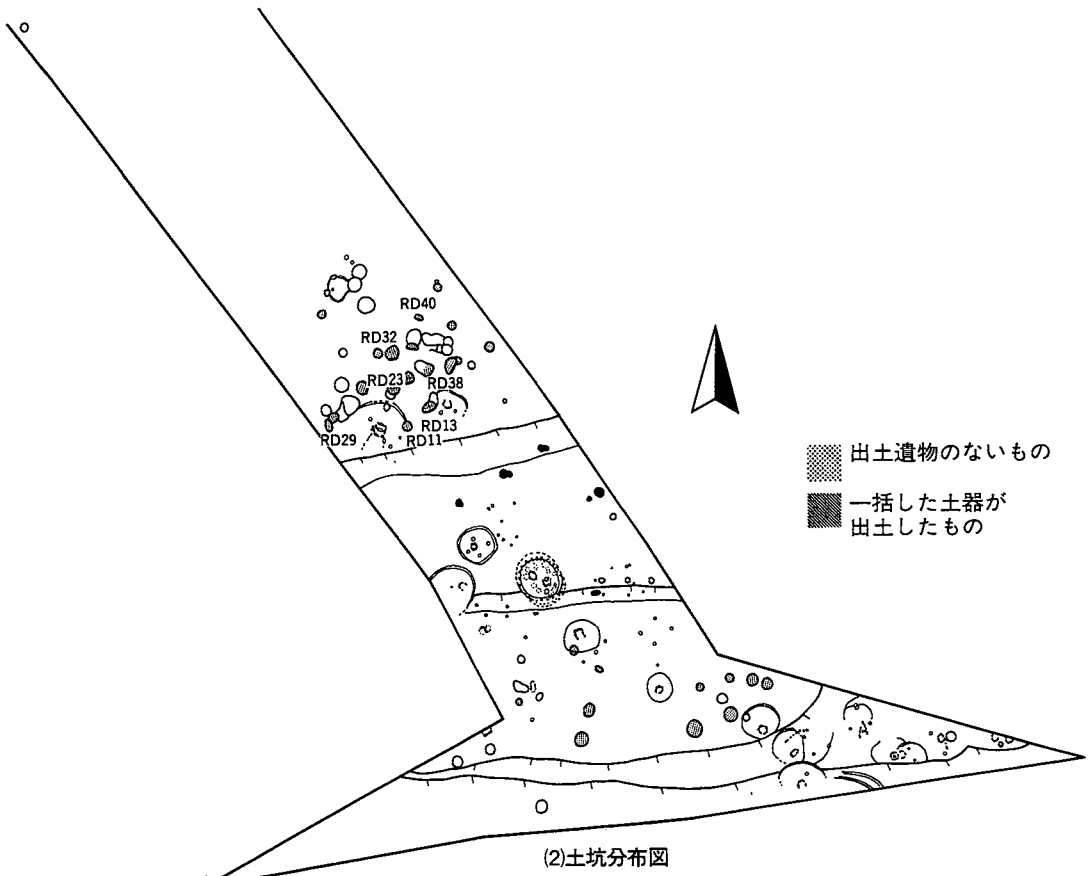 RD40
RD32
RD23
RD38
RD13
RD29
RD11
出土遺物のないもの
一括した土器が
出土したもの
(2)土坑分布図